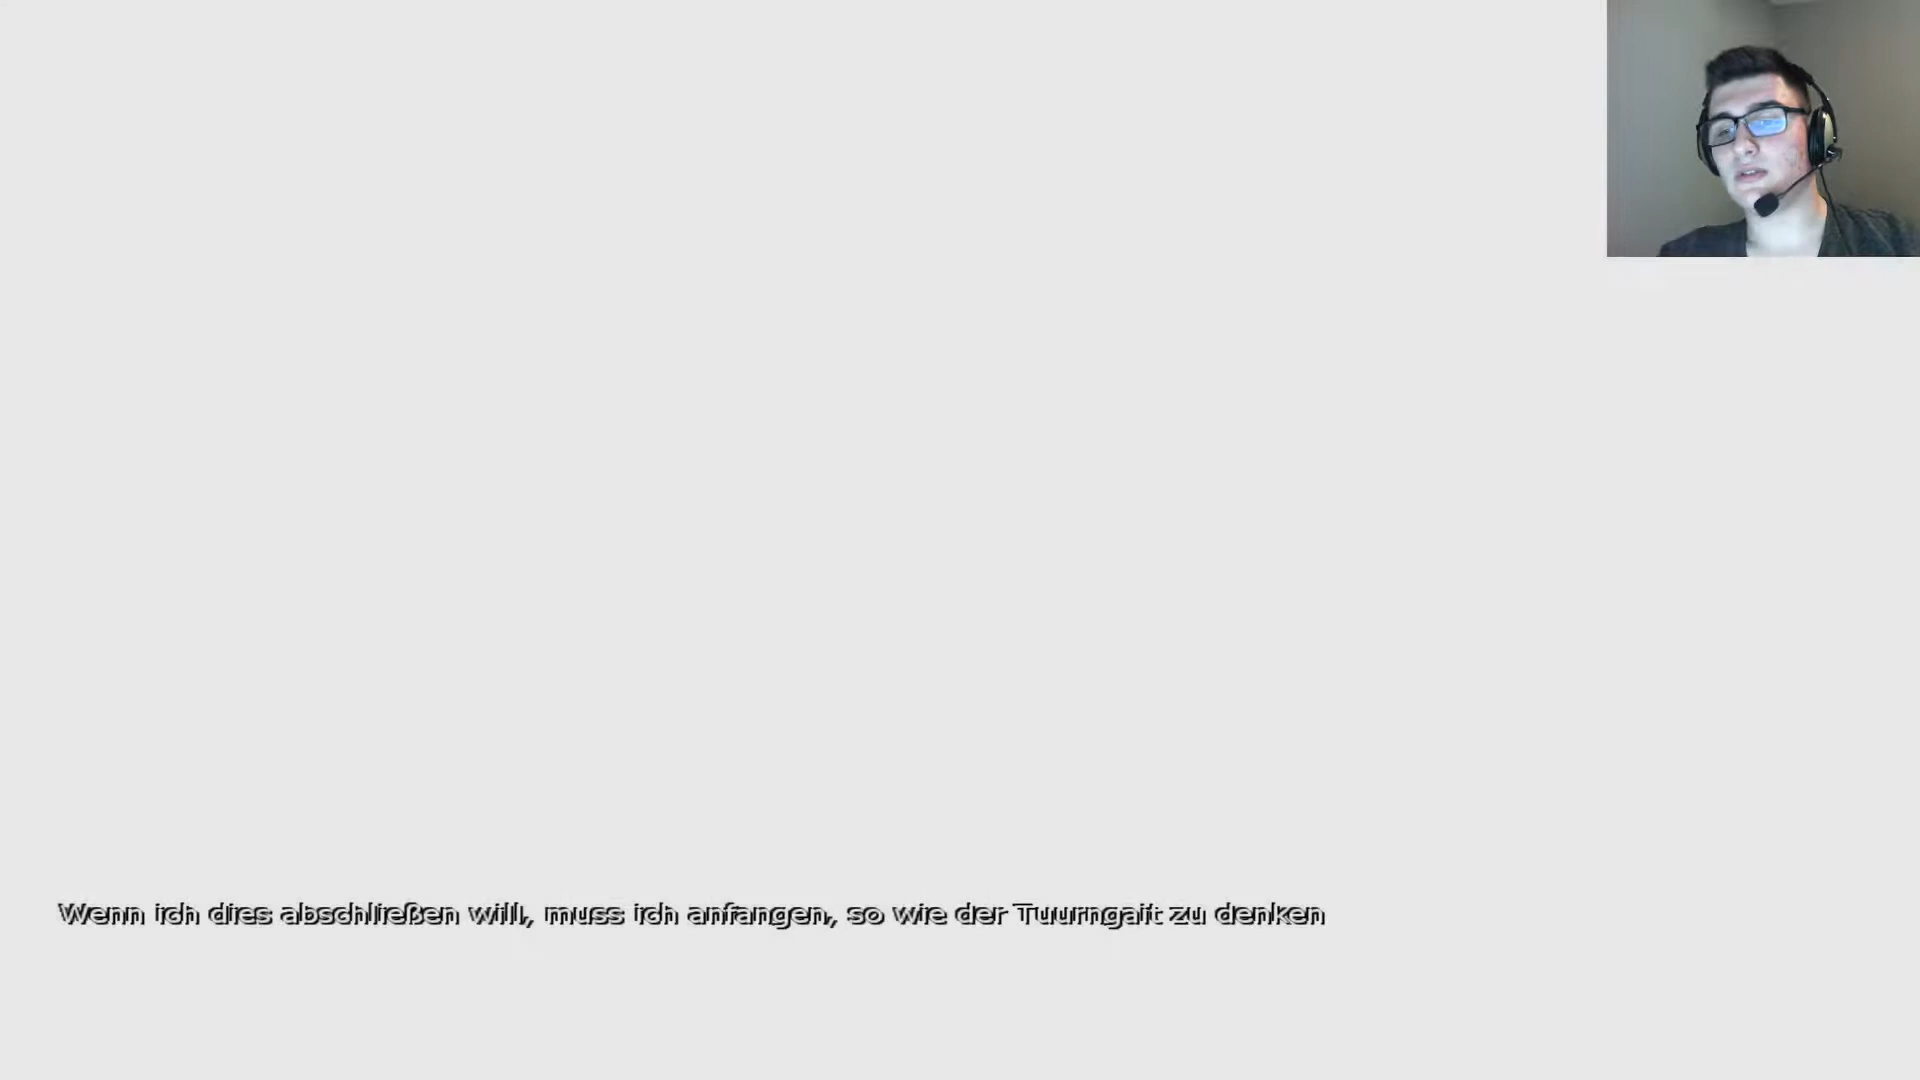 Wenn ich dies abschließen will, muss ich anfangen, so wie der Tuurngait zu denken